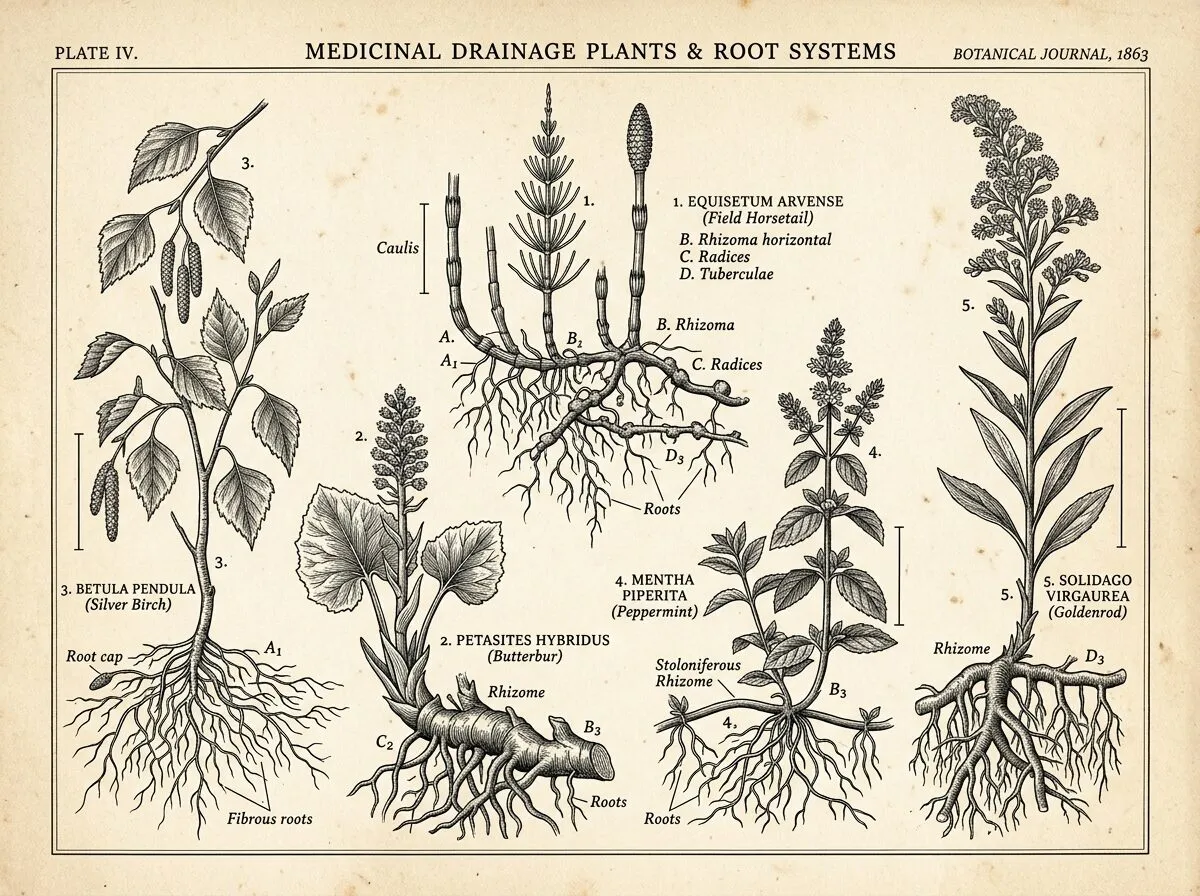 PLATE IV.
MEDICINAL DRAINAGE PLANTS & ROOT SYSTEMS
BOTANICAL JOURNAL, 1863
3.
3.
3. BETULA PENDULA
(Silver Birch)
Root cap
A1
Fibrous roots
Caulis
1.
1. EQUISETUM ARVENSE
(Field Horsetail)
B. Rhizoma horizontal
C. Radices
D. Tuberculae
A.
A1
B2
B. Rhizoma
C. Radices
D3
Roots
2.
2. PETASITES HYBRIDUS
(Butterbur)
Rhizome
B3
C2
Roots
4.
4. MENTHA
PIPERITA
(Peppermint)
Stoloniferous
Rhizome
B3
4.
Roots
5.
5.
5. SOLIDAGO
VIRGAUREA
(Goldenrod)
Rhizome
D3